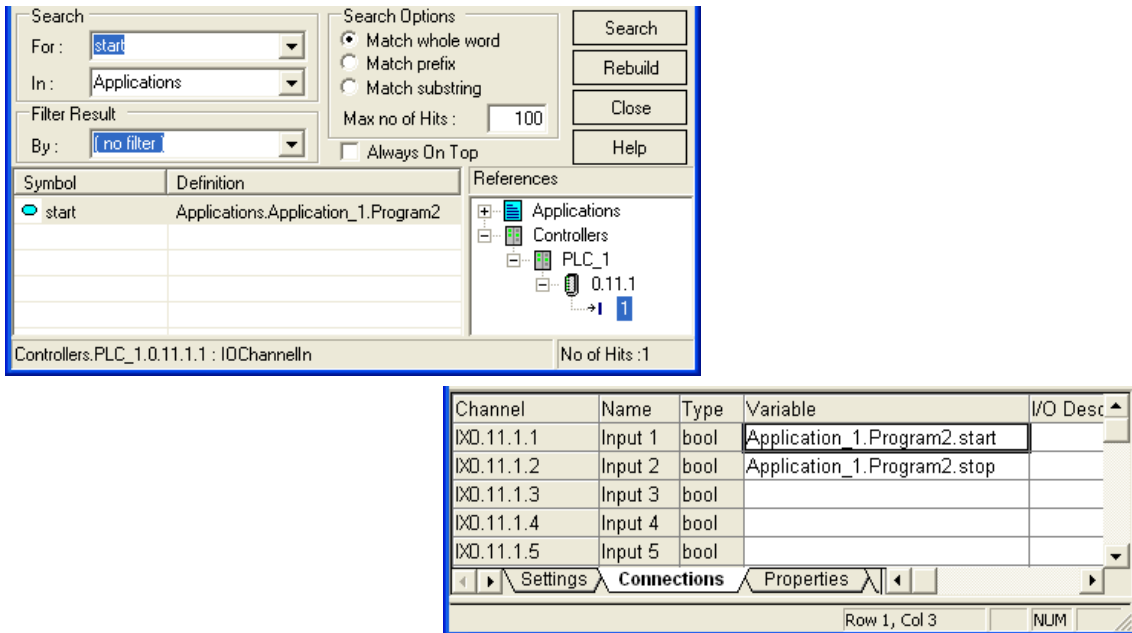 Search
For :
start
In :
Applications
Filter Result
By :
( no filter )
Search Options
Match whole word
Match prefix
Match substring
Max no of Hits :
100
Always On Top
Search
Rebuild
Close
Help
Symbol Definition
start Applications.Application_1.Program2
References
Applications
Controllers
PLC_1
0.11.1
1
Controllers.PLC_1.0.11.1.1 : IOChannelIn
No of Hits :1
Channel Name Type Variable I/O Desc
IX0.11.1.1 Input 1 bool Application_1.Program2.start
IX0.11.1.2 Input 2 bool Application_1.Program2.stop
IX0.11.1.3 Input 3 bool
IX0.11.1.4 Input 4 bool
IX0.11.1.5 Input 5 bool
Settings Connections Properties
Row 1, Col 3 NUM